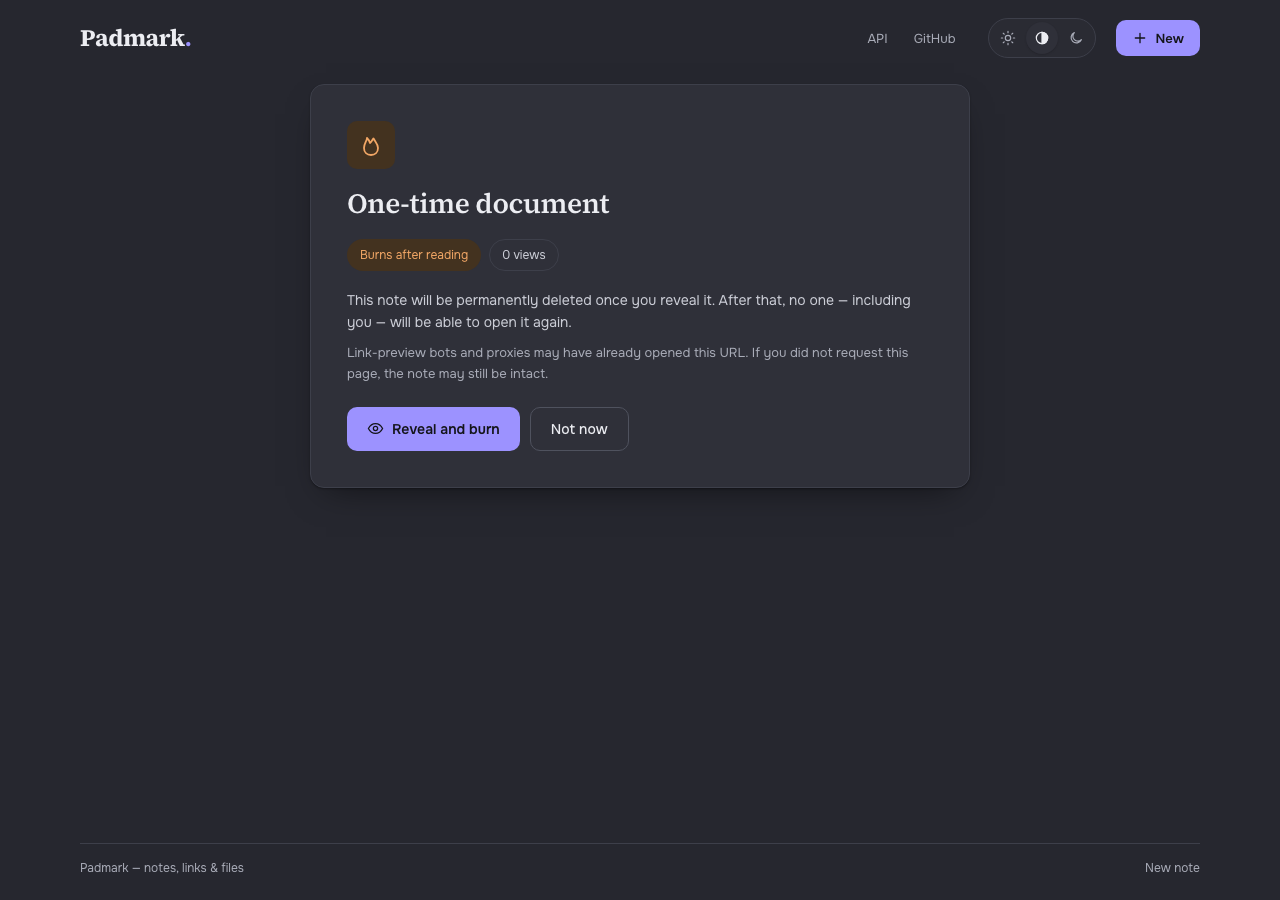 Padmark.
API
GitHub
New
One-time document
Burns after reading
0 views
This note will be permanently deleted once you reveal it. After that, no one — including
you — will be able to open it again.
Link-preview bots and proxies may have already opened this URL. If you did not request this
page, the note may still be intact.
Reveal and burn
Not now
Padmark — notes, links & files
New note